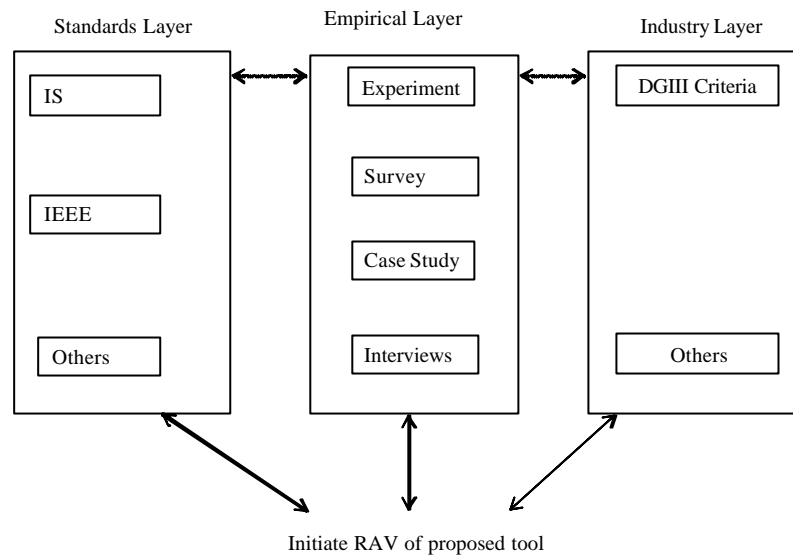 Standards Layer
Empirical Layer
Industry Layer
IS
Experiment
DGIII Criteria
Survey
IEEE
Case Study
Others
Interviews
Others
Initiate RAV of proposed tool